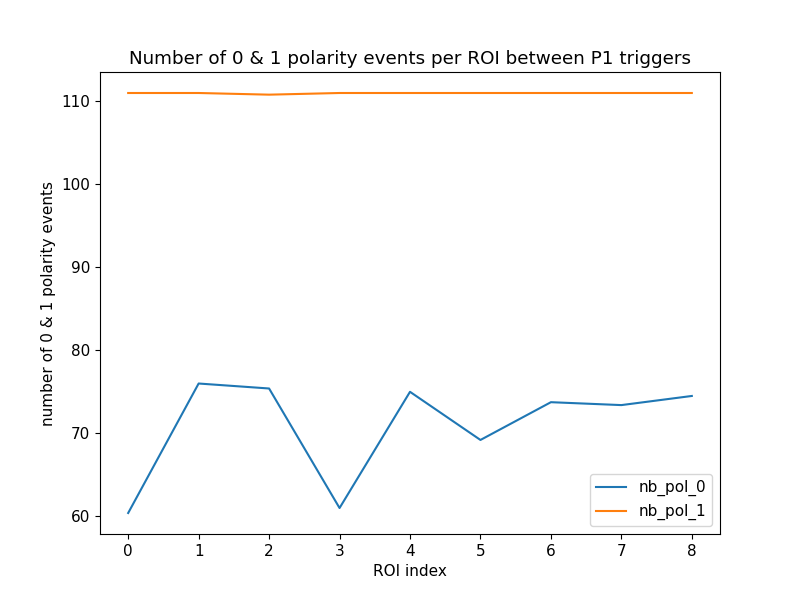 Number of 0 & 1 polarity events per ROI between P1 triggers
number of 0 & 1 polarity events
110
100
90
80
70
60
0 1 2 3 4 5 6 7 8
ROI index
nb_pol_0
nb_pol_1